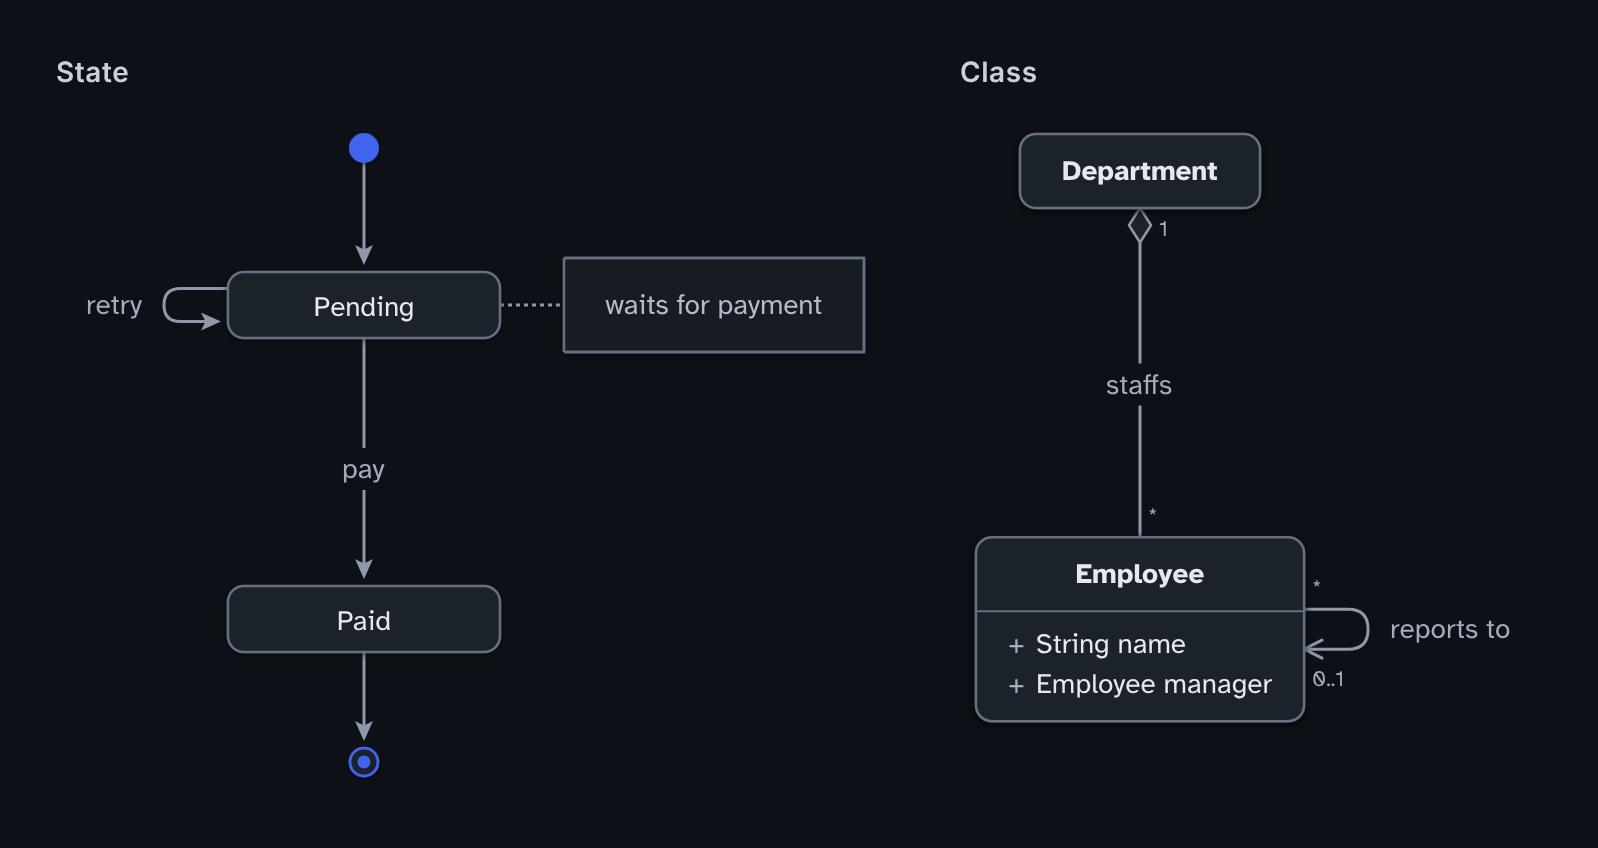 State
retry
Pending
waits for payment
pay
Paid
Class
Department
1
staffs
*
Employee
+ String name
+ Employee manager
*
reports to
0..1